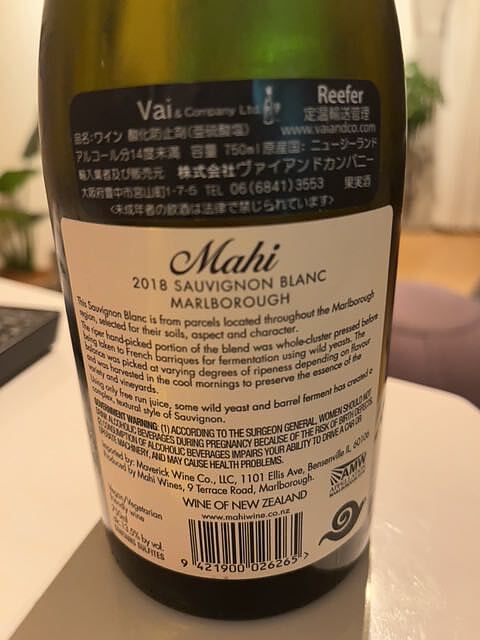 Vai & Company Ltd.
Reefer
定温輸送管理
品名:ワイン 酸化防止剤(亜硫酸塩)
www.vaiandco.com
アルコール分14度未満 容量 750ml 原産国: ニュージーランド
輸入業者及び販売元 株式会社ヴァイアンドカンパニー
大阪府豊中市宮山町1-7-6 TEL 06(6841)3553 果実酒
<未成年者の飲酒は法律で禁じられています>
Mahi
2018 SAUVIGNON BLANC
MARLBOROUGH
This Sauvignon Blanc is from parcels located throughout the Marlborough
region, selected for their soils, aspect and character.
The riper hand-picked portion of the blend was whole-cluster pressed before
being taken to French barriques for fermentation using wild yeasts. The
balance was picked at varying degrees of ripeness depending on flavour
and was harvested in the cool mornings to preserve the essence of the
variety and vineyards.
Using only free run juice, some wild yeast and barrel ferment has created a
complex, textural style of Sauvignon.
GOVERNMENT WARNING: (1) ACCORDING TO THE SURGEON GENERAL, WOMEN SHOULD NOT
DRINK ALCOHOLIC BEVERAGES DURING PREGNANCY BECAUSE OF THE RISK OF BIRTH DEFECTS.
(2) CONSUMPTION OF ALCOHOLIC BEVERAGES IMPAIRS YOUR ABILITY TO DRIVE A CAR OR
OPERATE MACHINERY, AND MAY CAUSE HEALTH PROBLEMS.
Imported by: Maverick Wine Co., LLC, 1101 Ellis Ave, Bensenville IL, 60106
Produced by Mahi Wines, 9 Terrace Road, Marlborough.
AMW
WINE OF NEW ZEALAND
www.mahiwine.co.nz
Vegan/Vegetarian
friendly wine
750ml
alc. 13.5% by vol.
CONTAINS SULFITES
9 421900 026265 >